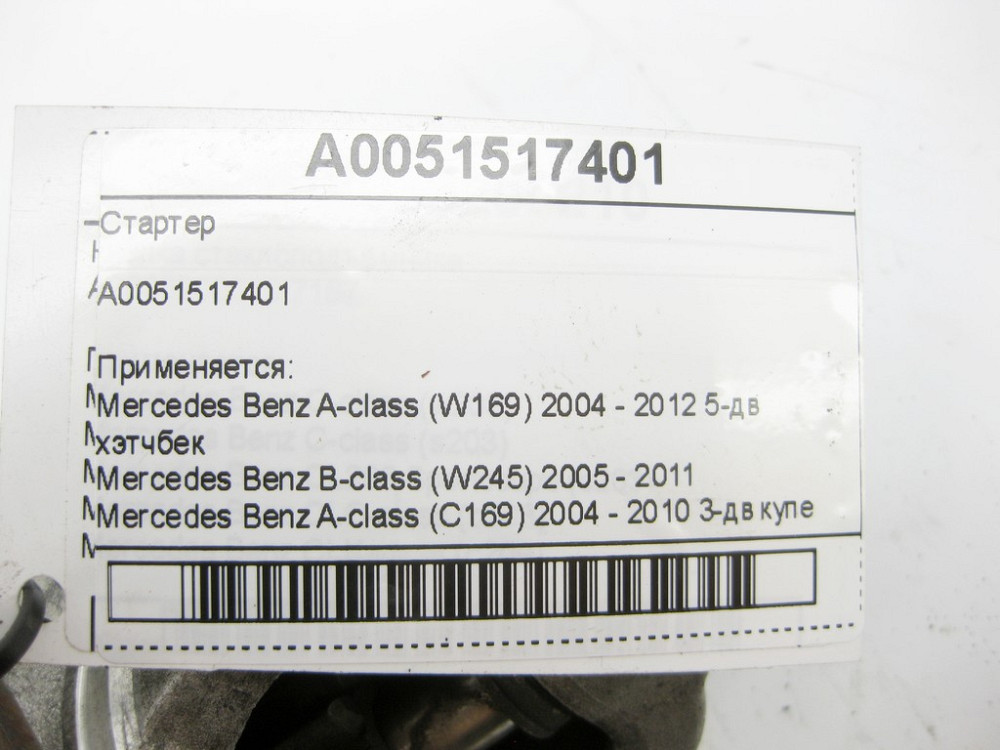 A0051517401
Стартер
A0051517401
Применяется:
Mercedes Benz A-class (W169) 2004 - 2012 5-дв
хэтчбек
Mercedes Benz B-class (W245) 2005 - 2011
Mercedes Benz A-class (C169) 2004 - 2010 3-дв купе